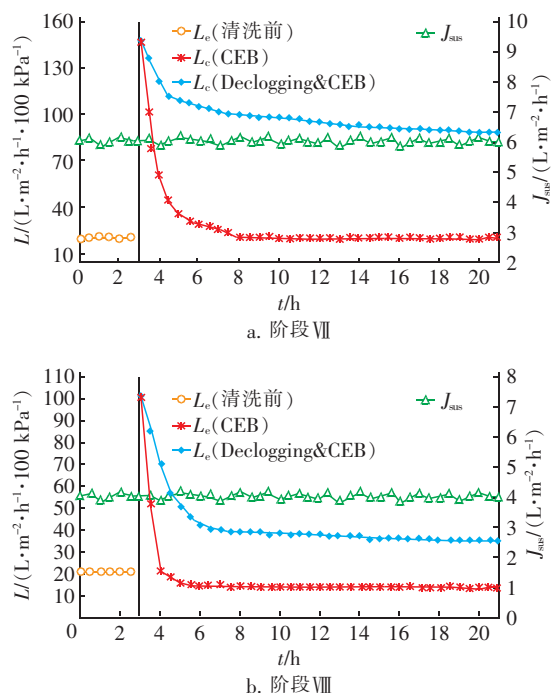 L/(L·m⁻²·h⁻¹·100 kPa⁻¹)
160
130
100
70
40
10
Lₑ(清洗前)
L_c(CEB)
L_c(Declogging&CEB)
J_sus
10
9
8
7
6
5
4
3
2
J_sus/(L·m⁻²·h⁻¹)
0 2 4 6 8 10 12 14 16 18 20
t/h
a. 阶段Ⅶ
L/(L·m⁻²·h⁻¹·100 kPa⁻¹)
110
100
90
80
70
60
50
40
30
20
10
Lₑ(清洗前)
Lₑ(CEB)
Lₑ(Declogging&CEB)
J_sus
8
7
6
5
4
3
2
1
0
J_sus/(L·m⁻²·h⁻¹)
0 2 4 6 8 10 12 14 16 18 20
t/h
b. 阶段Ⅷ